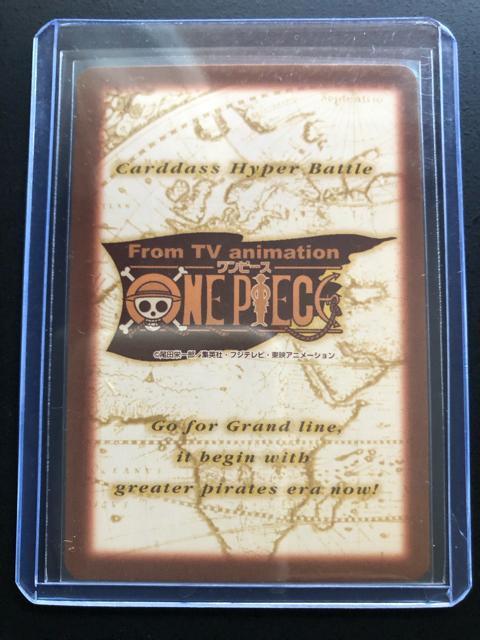 Septentrio
Carddass Hyper Battle
From TV animation
ワンピース
ONE PIECE
©尾田栄一郎／集英社・フジテレビ・東映アニメーション
Go for Grand line,
it begin with
greater pirates era now!